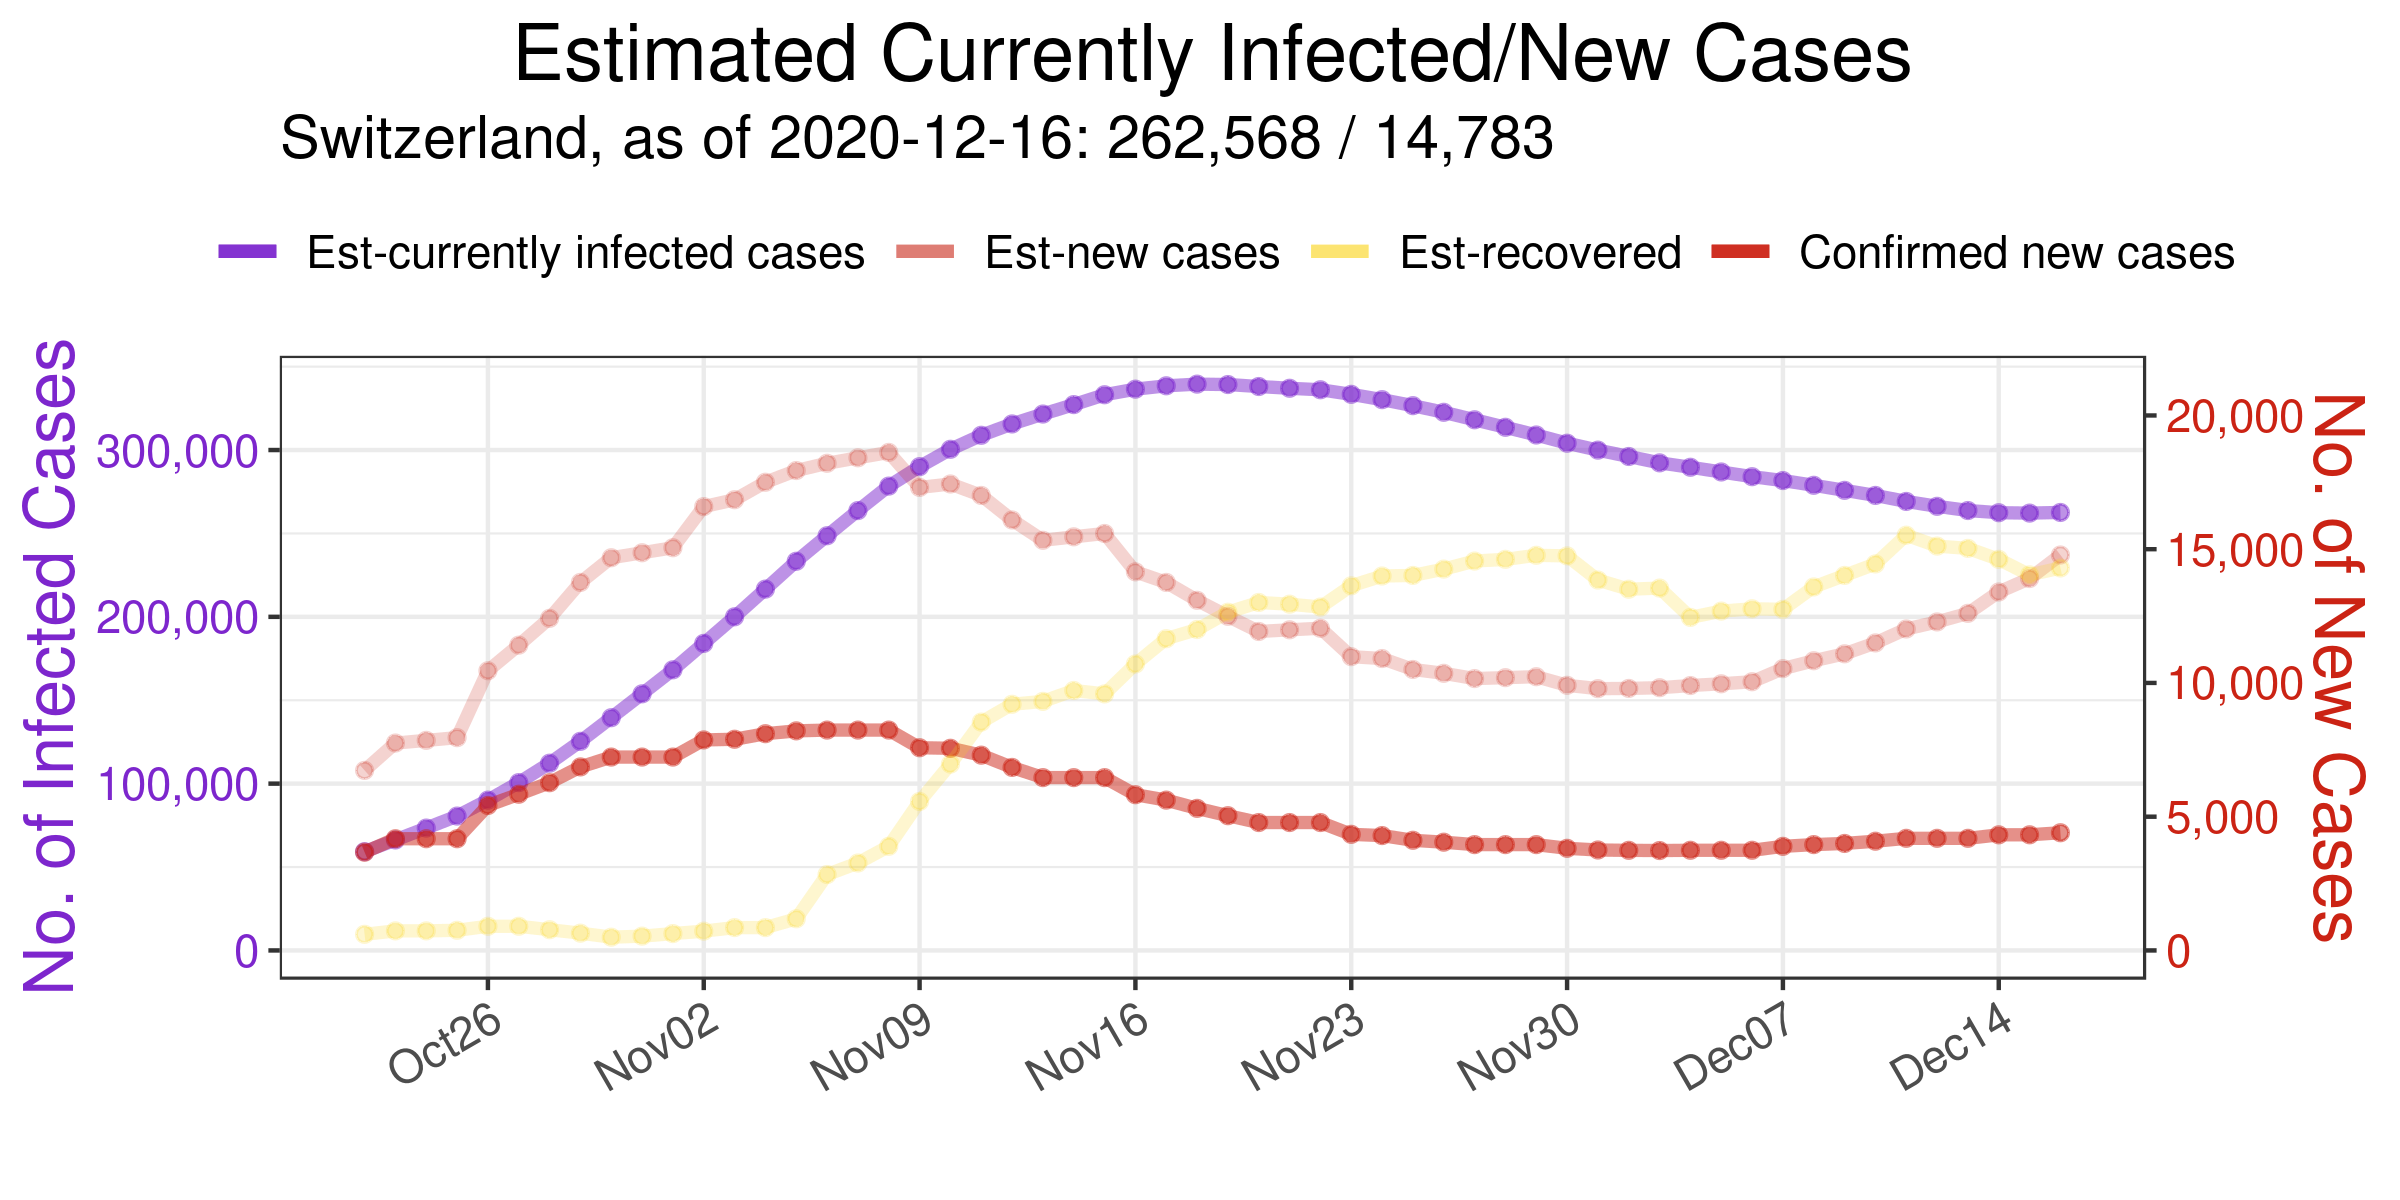 Estimated Currently Infected/New Cases
Switzerland, as of 2020-12-16: 262,568 / 14,783
Est-currently infected cases Est-new cases Est-recovered Confirmed new cases
No. of Infected Cases
300,000
200,000
100,000
0
No. of New Cases
20,000
15,000
10,000
5,000
0
Oct26 Nov02 Nov09 Nov16 Nov23 Nov30 Dec07 Dec14